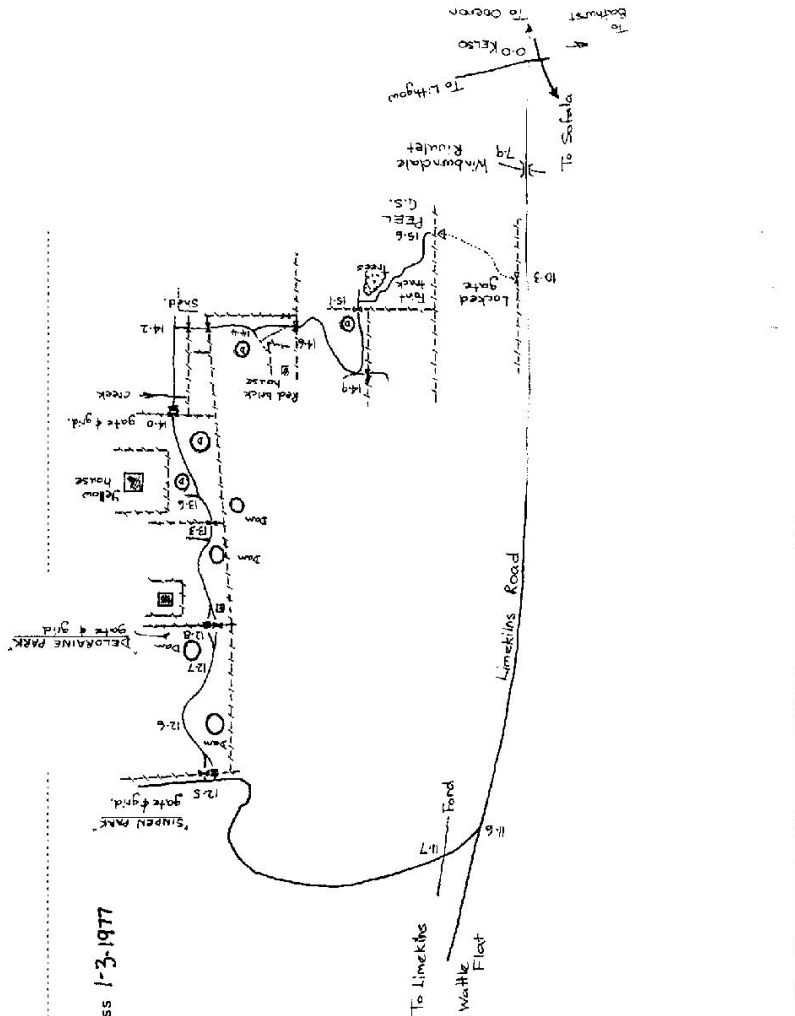 To
Bathurst
To Oberon
0·0 KELSO
To Lithgow
To Sofala
Winburndale
Rivulet
7·9
PEEL
G.S.
15·6
10·3
Locked
gate
Trees
Faint
track
15·1
D
14·9
14·6
Red brick
house
14·4
D
Shed.
14·2
creek
14·0 gate & grid.
D
Yellow
house
D
13·6
Dam
13·3
Dam
"DELORAINE PARK"
gate & grid
12·8
Dam
12·7
12·6
Dam
12·5
gate & grid.
"SINDEN PARK"
Limekilns Road
Ford
11·7
11·6
To Limekilns
Wattle
Flat
ss 1-3-1977